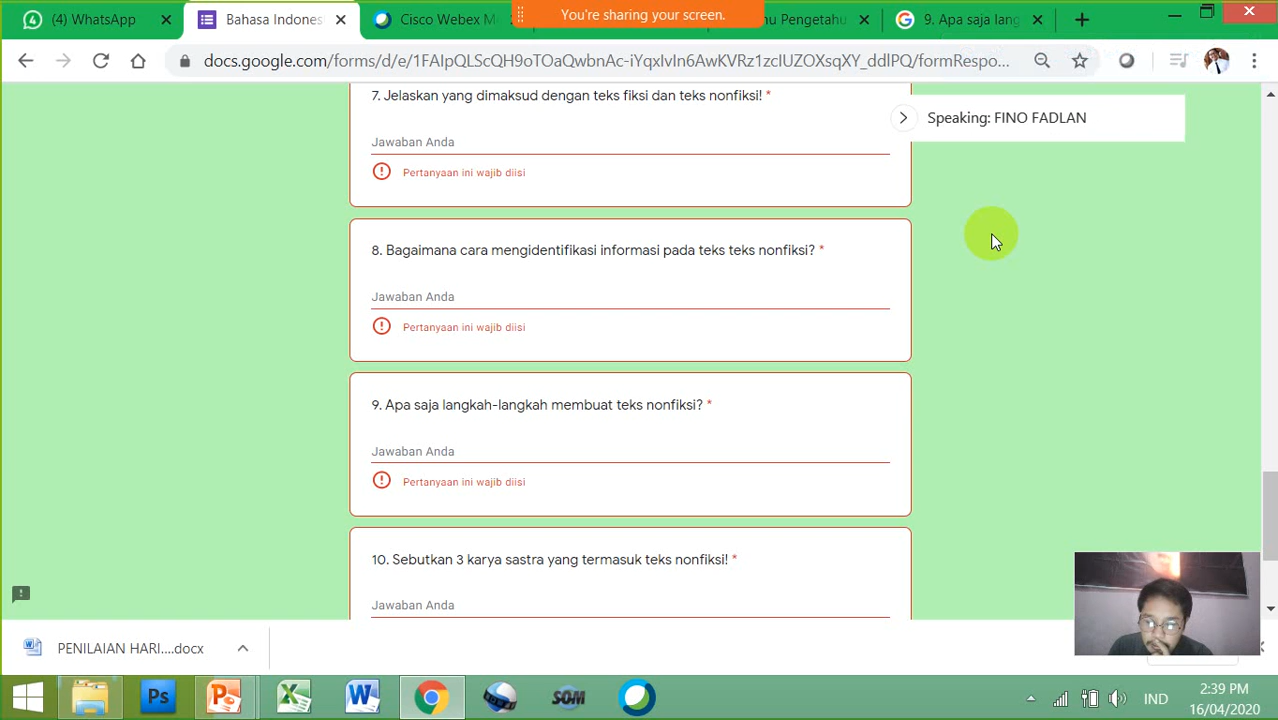 (4) WhatsApp
Bahasa Indones
Cisco Webex M
You're sharing your screen.
mu Pengetahu
9. Apa saja lang
docs.google.com/forms/d/e/1FAIpQLScQH9oTOaQwbnAc-iYqxIvIn6AwKVRz1zcIUZOXsqXY_ddlPQ/formRespo...
7. Jelaskan yang dimaksud dengan teks fiksi dan teks nonfiksi! *
Speaking: FINO FADLAN
Jawaban Anda
Pertanyaan ini wajib diisi
8. Bagaimana cara mengidentifikasi informasi pada teks teks nonfiksi? *
Jawaban Anda
Pertanyaan ini wajib diisi
9. Apa saja langkah-langkah membuat teks nonfiksi? *
Jawaban Anda
Pertanyaan ini wajib diisi
10. Sebutkan 3 karya sastra yang termasuk teks nonfiksi! *
Jawaban Anda
PENILAIAN HARI....docx
Ps
SOM
IND
2:39 PM
16/04/2020